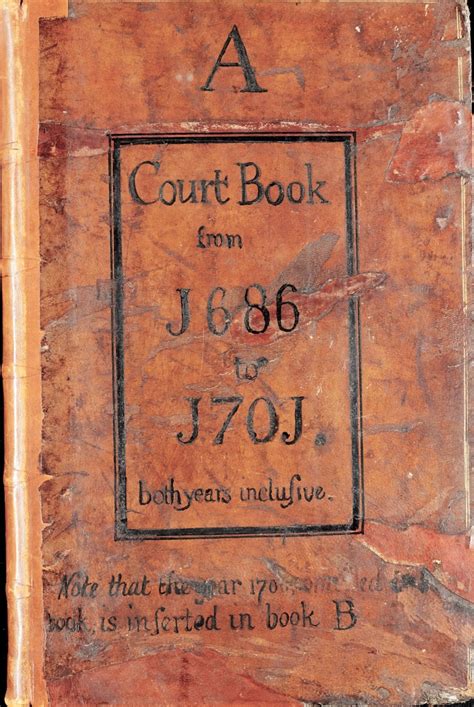 A
Court Book
from
J686
to
J70J.
both years inclusive.
Note that the year
book, is inserted in book B